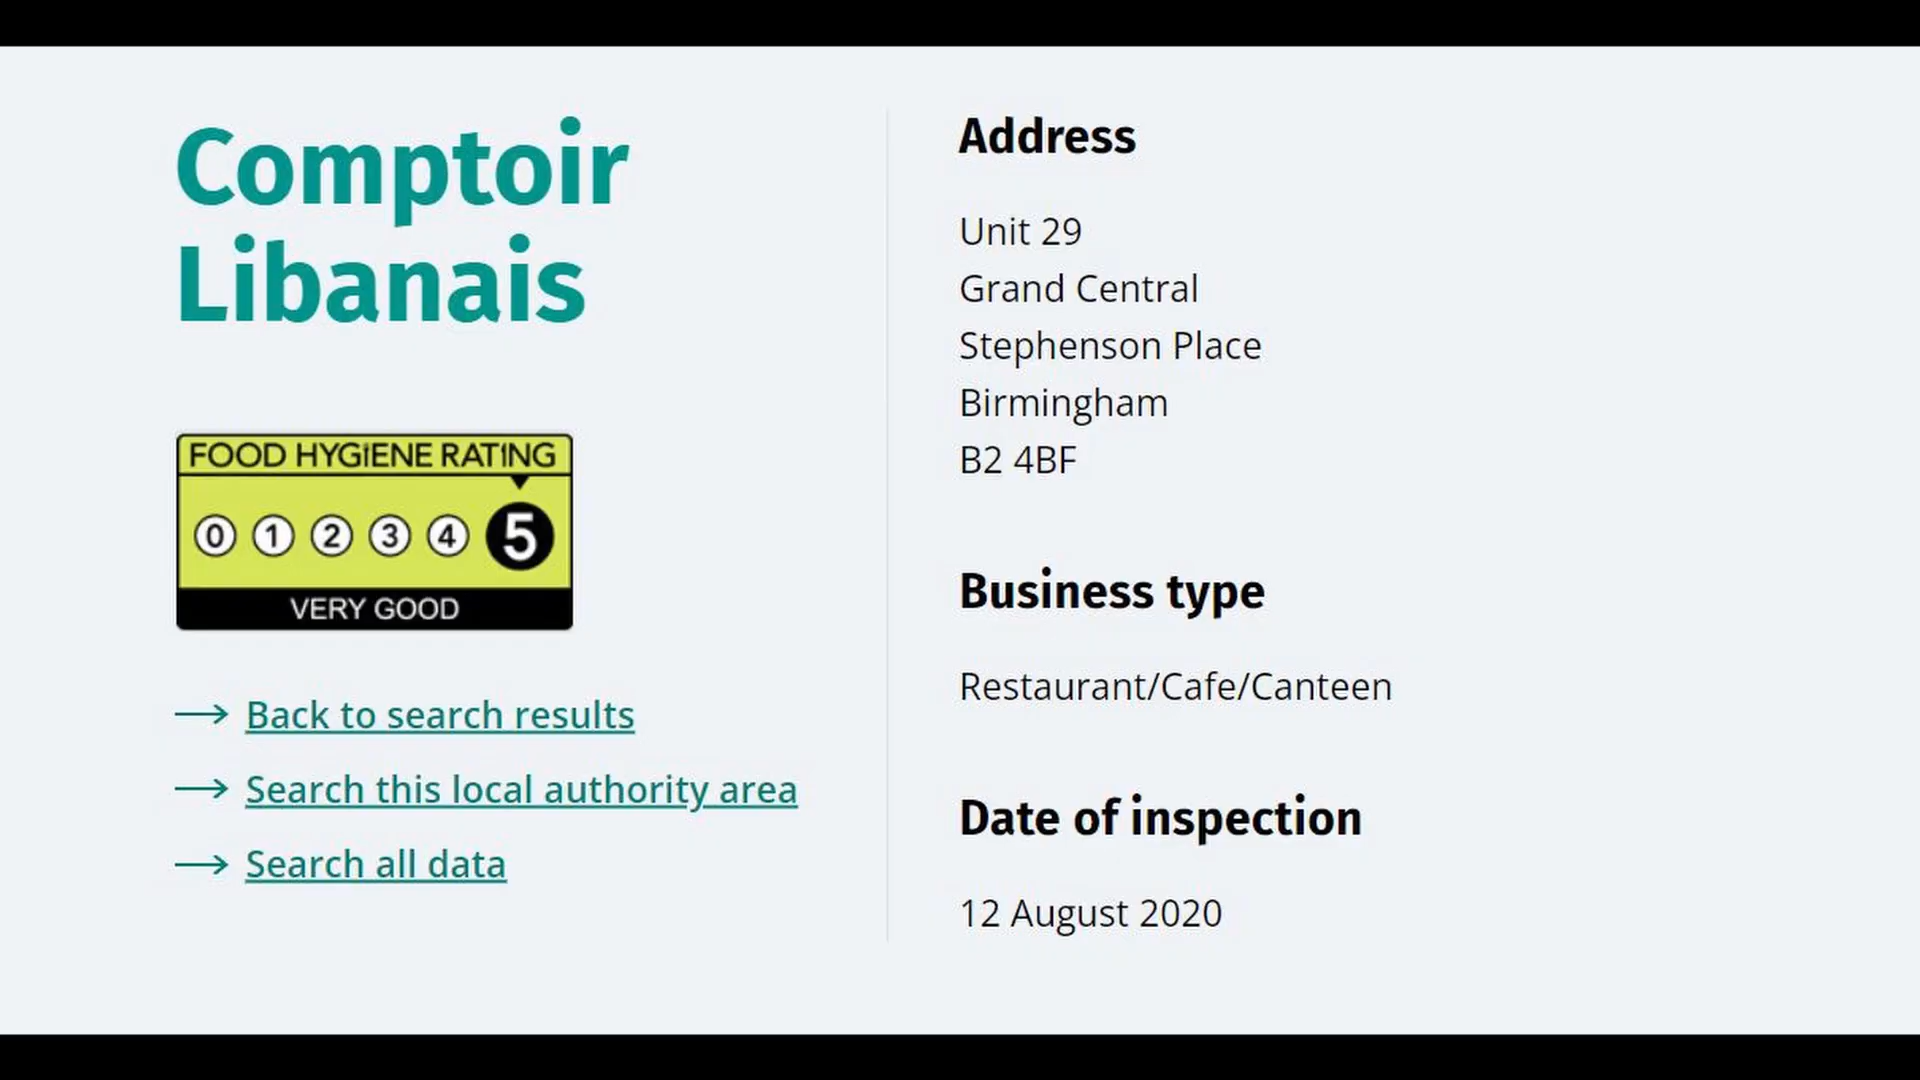 Comptoir
Libanais
FOOD HYGIENE RATING
0 1 2 3 4 5
VERY GOOD
Back to search results
Search this local authority area
Search all data
Address
Unit 29
Grand Central
Stephenson Place
Birmingham
B2 4BF
Business type
Restaurant/Cafe/Canteen
Date of inspection
12 August 2020